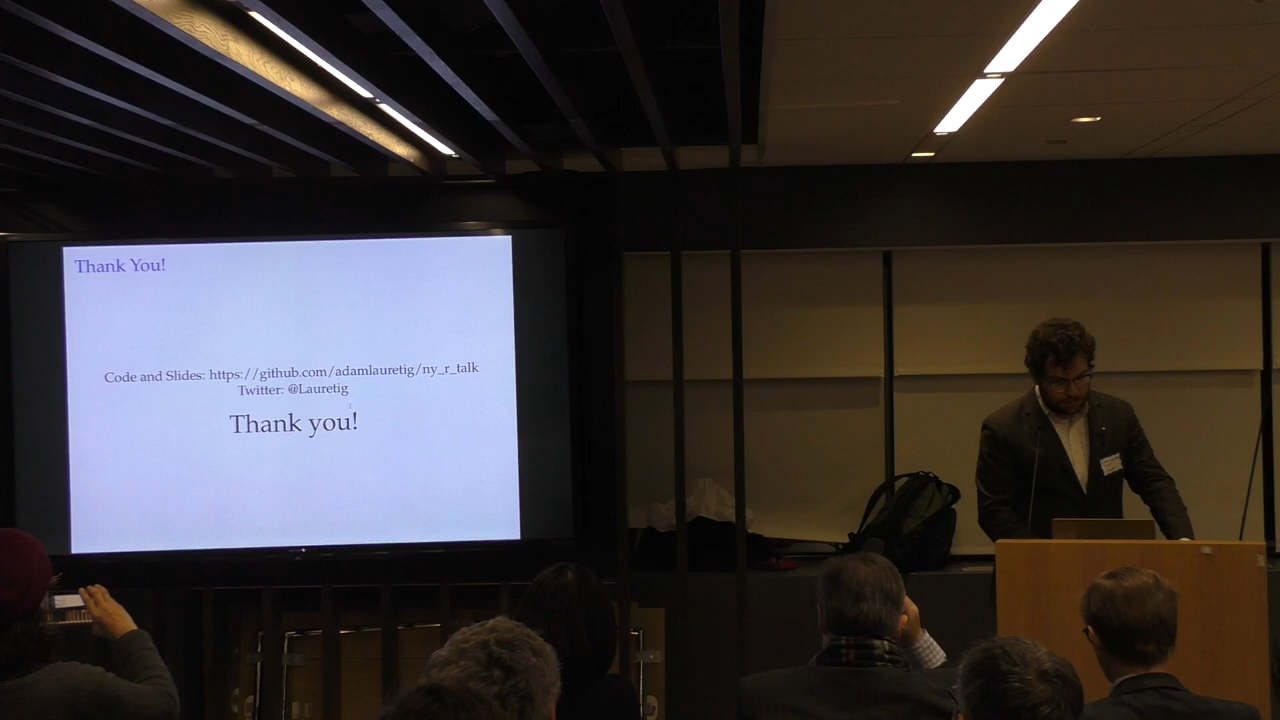 Thank You!
Code and Slides: https://github.com/adamlauretig/ny_r_talk
Twitter: @Lauretig
Thank you!